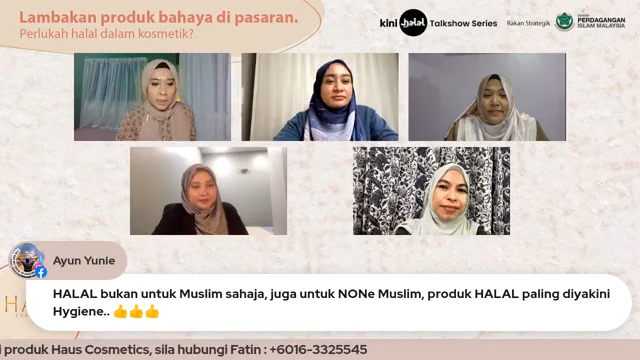 Lambakan produk bahaya di pasaran.
Perlukah halal dalam kosmetik?
kini halal Talkshow Series
Rakan Strategik
PERDAGANGAN
ISLAM MALAYSIA
Ayun Yunie
HALAL bukan untuk Muslim sahaja, juga untuk NONe Muslim, produk HALAL paling diyakini
Hygiene.. 👍👍👍
HA
i produk Haus Cosmetics, sila hubungi Fatin : +6016-3325545